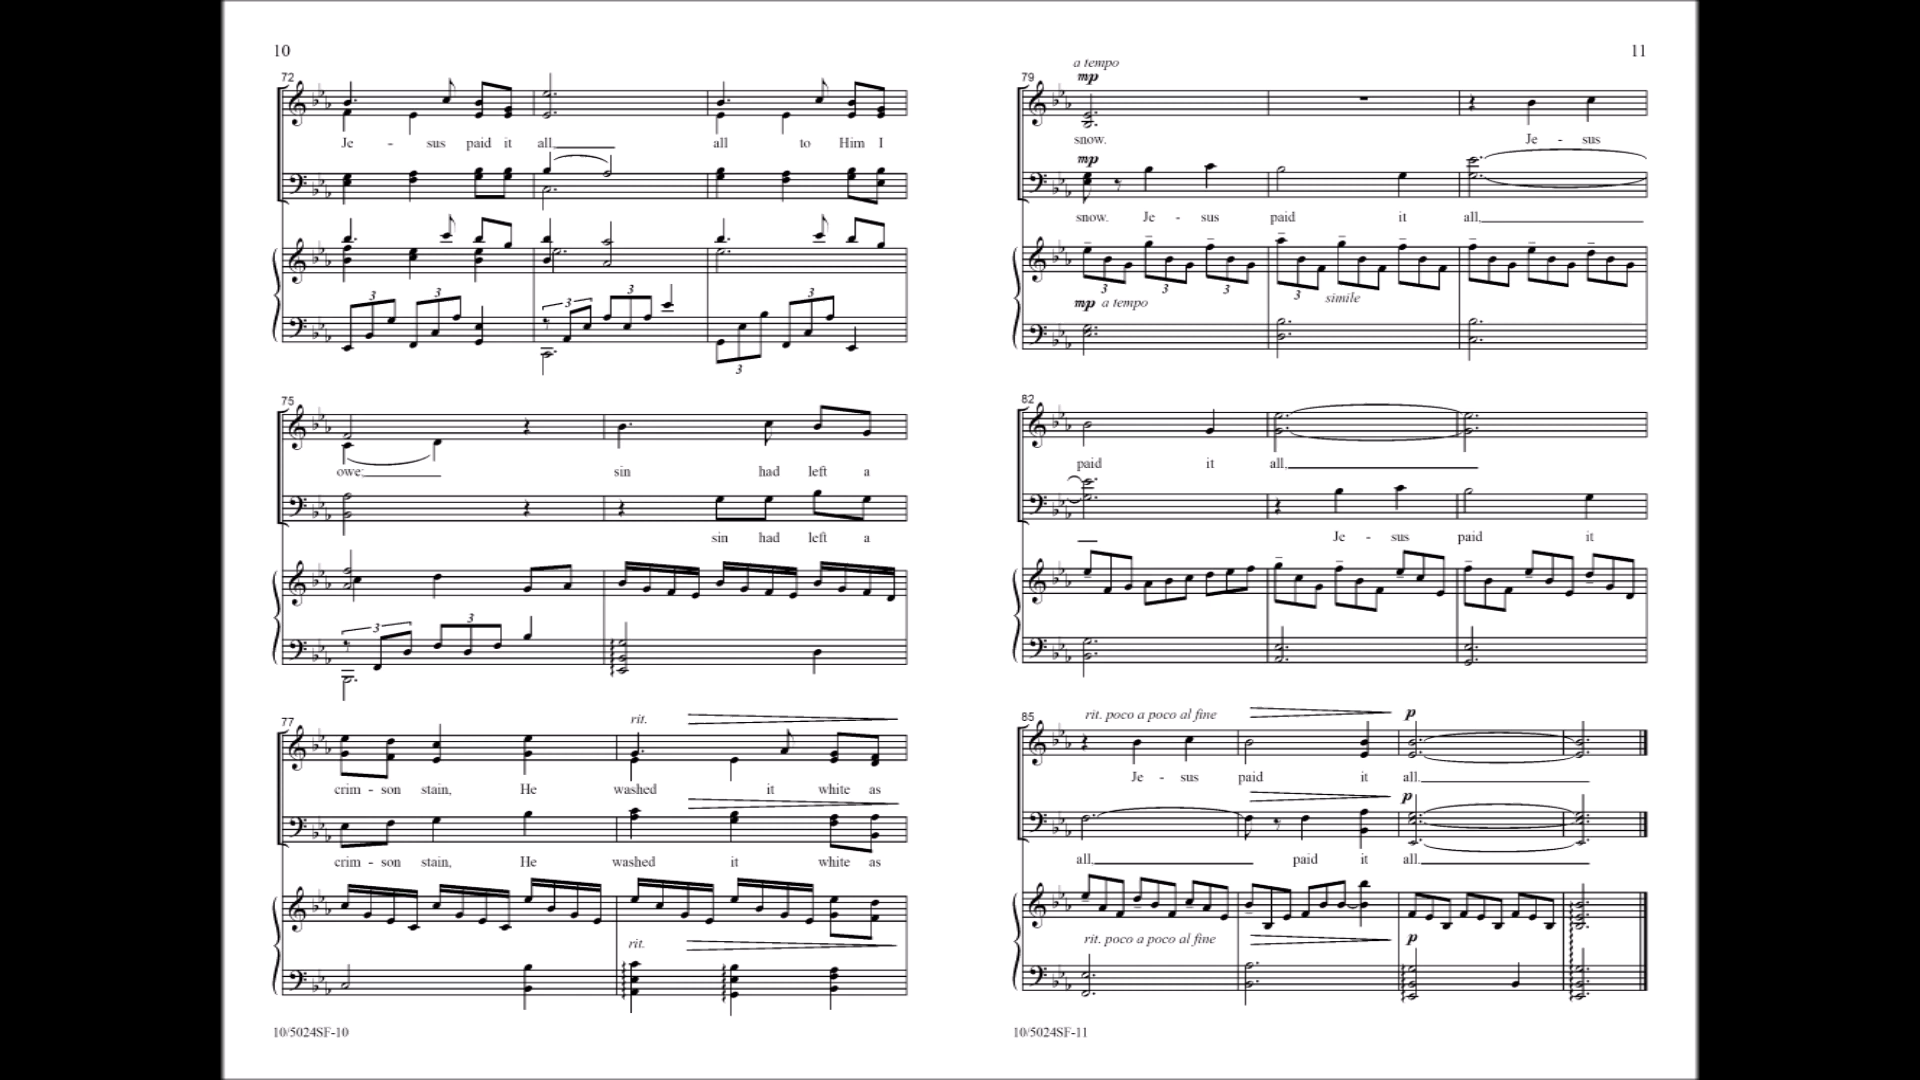 10
72
Je - sus paid it all, all to Him I
3 3 3 3 3 3
75
owe; sin had left a
sin had left a
3 3
77
rit.
crim - son stain, He washed it white as
crim - son stain, He washed it white as
rit.
10/5024SF-10
11
79
a tempo
mp
snow. Je - sus
mp
snow. Je - sus paid it all,
3 3 3 3 simile
mp a tempo
82
paid it all,
Je - sus paid it
85
rit. poco a poco al fine p
Je - sus paid it all.
p
all, paid it all.
rit. poco a poco al fine p
10/5024SF-11